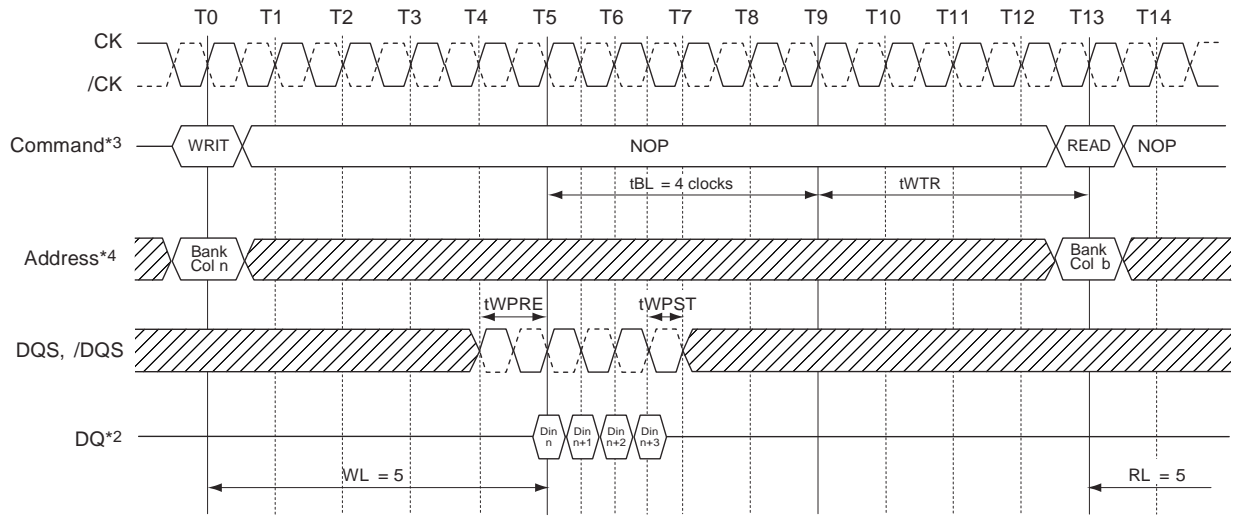 T0 T1 T2 T3 T4 T5 T6 T7 T8 T9 T10 T11 T12 T13 T14
CK
/CK
Command*3 WRIT NOP READ NOP
tBL = 4 clocks tWTR
Address*4 Bank Col n Bank Col b
tWPRE tWPST
DQS, /DQS
DQ*2 Din n Din n+1 Din n+2 Din n+3
WL = 5 RL = 5